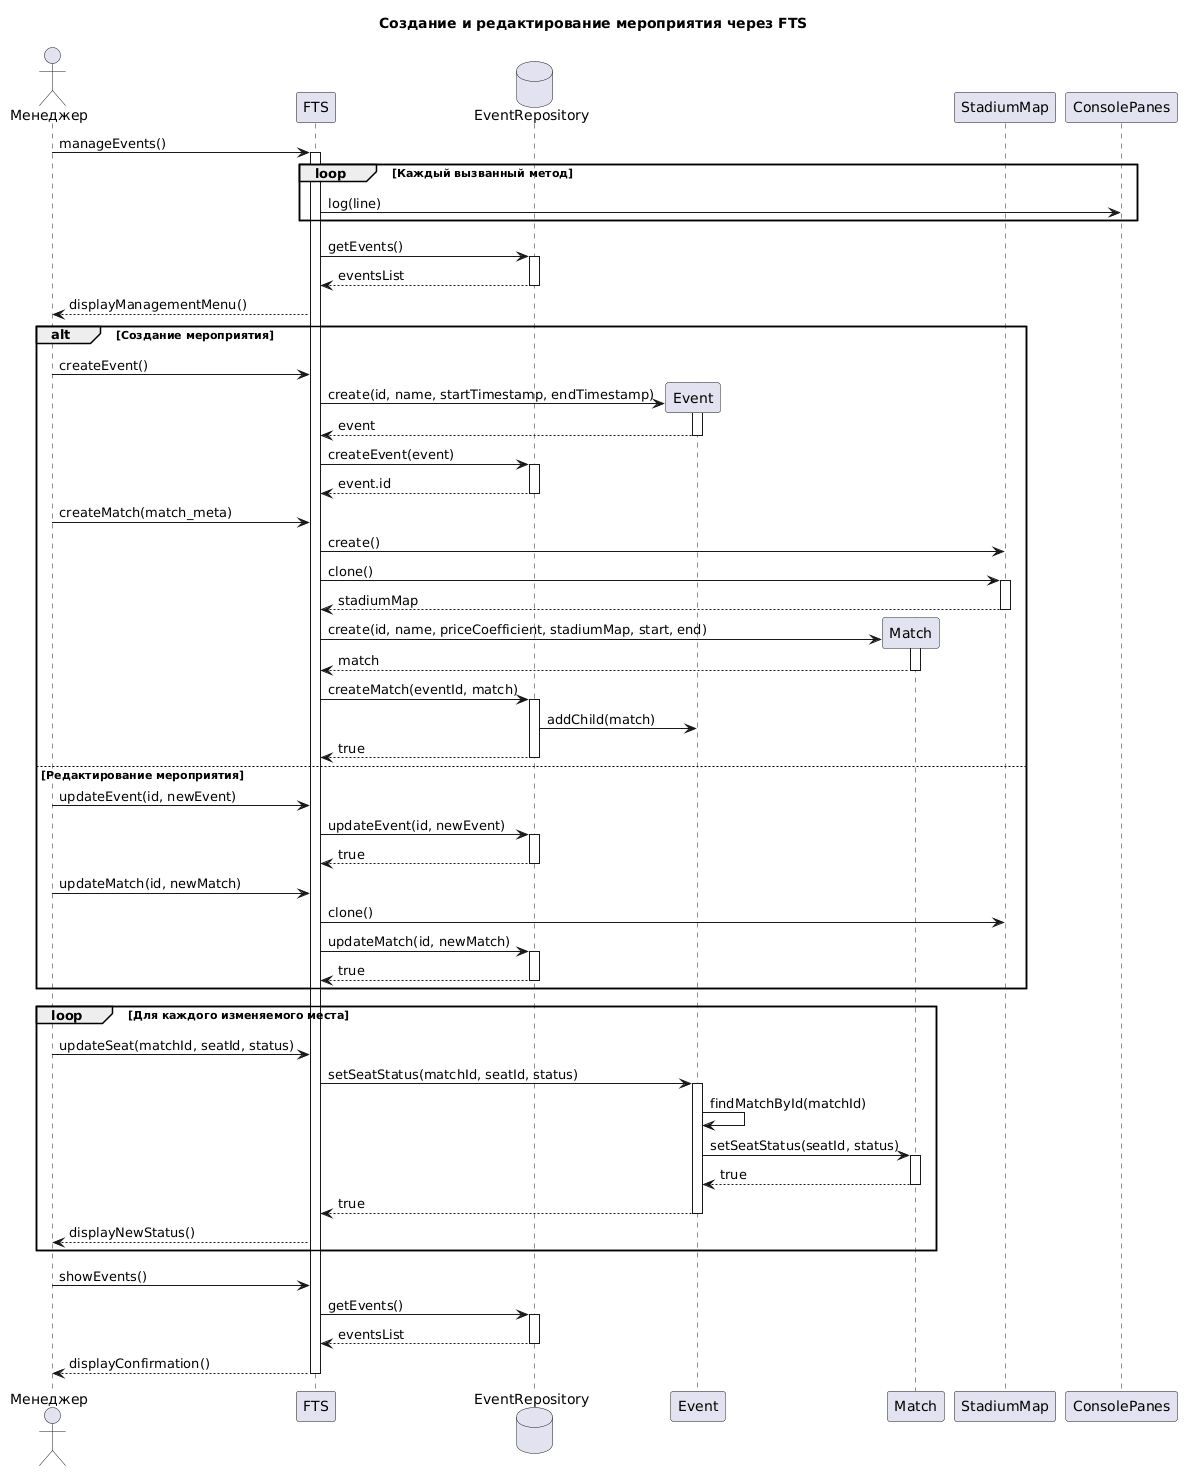 Создание и редактирование мероприятия через FTS
Менеджер
FTS
EventRepository
StadiumMap
ConsolePanes
manageEvents()
loop
[Каждый вызванный метод]
log(line)
getEvents()
eventsList
displayManagementMenu()
alt
[Создание мероприятия]
createEvent()
create(id, name, startTimestamp, endTimestamp)
Event
event
createEvent(event)
event.id
createMatch(match_meta)
create()
clone()
stadiumMap
create(id, name, priceCoefficient, stadiumMap, start, end)
Match
match
createMatch(eventId, match)
addChild(match)
true
[Редактирование мероприятия]
updateEvent(id, newEvent)
updateEvent(id, newEvent)
true
updateMatch(id, newMatch)
clone()
updateMatch(id, newMatch)
true
loop
[Для каждого изменяемого места]
updateSeat(matchId, seatId, status)
setSeatStatus(matchId, seatId, status)
findMatchById(matchId)
setSeatStatus(seatId, status)
true
true
displayNewStatus()
showEvents()
getEvents()
eventsList
displayConfirmation()
Менеджер
FTS
EventRepository
Event
Match
StadiumMap
ConsolePanes